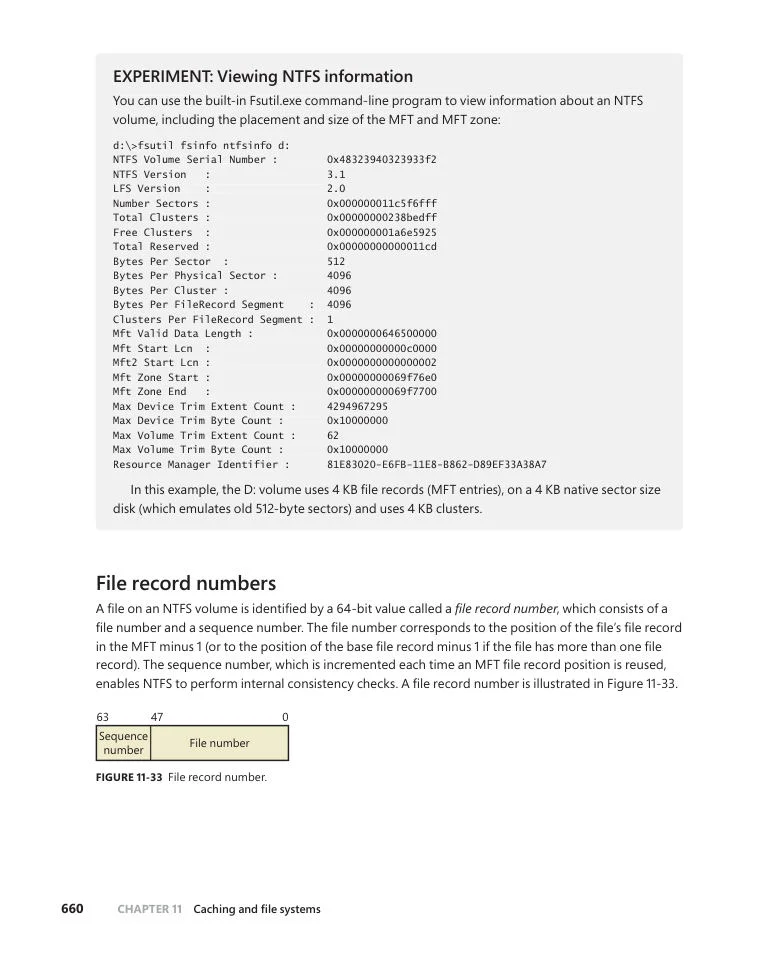 EXPERIMENT: Viewing NTFS information
You can use the built-in Fsutil.exe command-line program to view information about an NTFS
volume, including the placement and size of the MFT and MFT zone:
d:\>fsutil fsinfo ntfsinfo d:
NTFS Volume Serial Number :        0x48323940323933f2
NTFS Version   :                   3.1
LFS Version    :                   2.0
Number Sectors :                   0x000000011c5f6fff
Total Clusters :                   0x00000000238bedff
Free Clusters  :                   0x000000001a6e5925
Total Reserved :                   0x00000000000011cd
Bytes Per Sector  :                512
Bytes Per Physical Sector :        4096
Bytes Per Cluster :                4096
Bytes Per FileRecord Segment    :  4096
Clusters Per FileRecord Segment :  1
Mft Valid Data Length :            0x0000000646500000
Mft Start Lcn  :                   0x00000000000c0000
Mft2 Start Lcn :                   0x0000000000000002
Mft Zone Start :                   0x00000000069f76e0
Mft Zone End   :                   0x00000000069f7700
Max Device Trim Extent Count :     4294967295
Max Device Trim Byte Count :       0x10000000
Max Volume Trim Extent Count :     62
Max Volume Trim Byte Count :       0x10000000
Resource Manager Identifier :      81E83020-E6FB-11E8-B862-D89EF33A38A7
In this example, the D: volume uses 4 KB file records (MFT entries), on a 4 KB native sector size
disk (which emulates old 512-byte sectors) and uses 4 KB clusters.
File record numbers
A file on an NTFS volume is identified by a 64-bit value called a file record number, which consists of a
file number and a sequence number. The file number corresponds to the position of the file’s file record
in the MFT minus 1 (or to the position of the base file record minus 1 if the file has more than one file
record). The sequence number, which is incremented each time an MFT file record position is reused,
enables NTFS to perform internal consistency checks. A file record number is illustrated in Figure 11-33.
63 47 0
Sequence
number
File number
FIGURE 11-33 File record number.
660 CHAPTER 11 Caching and file systems